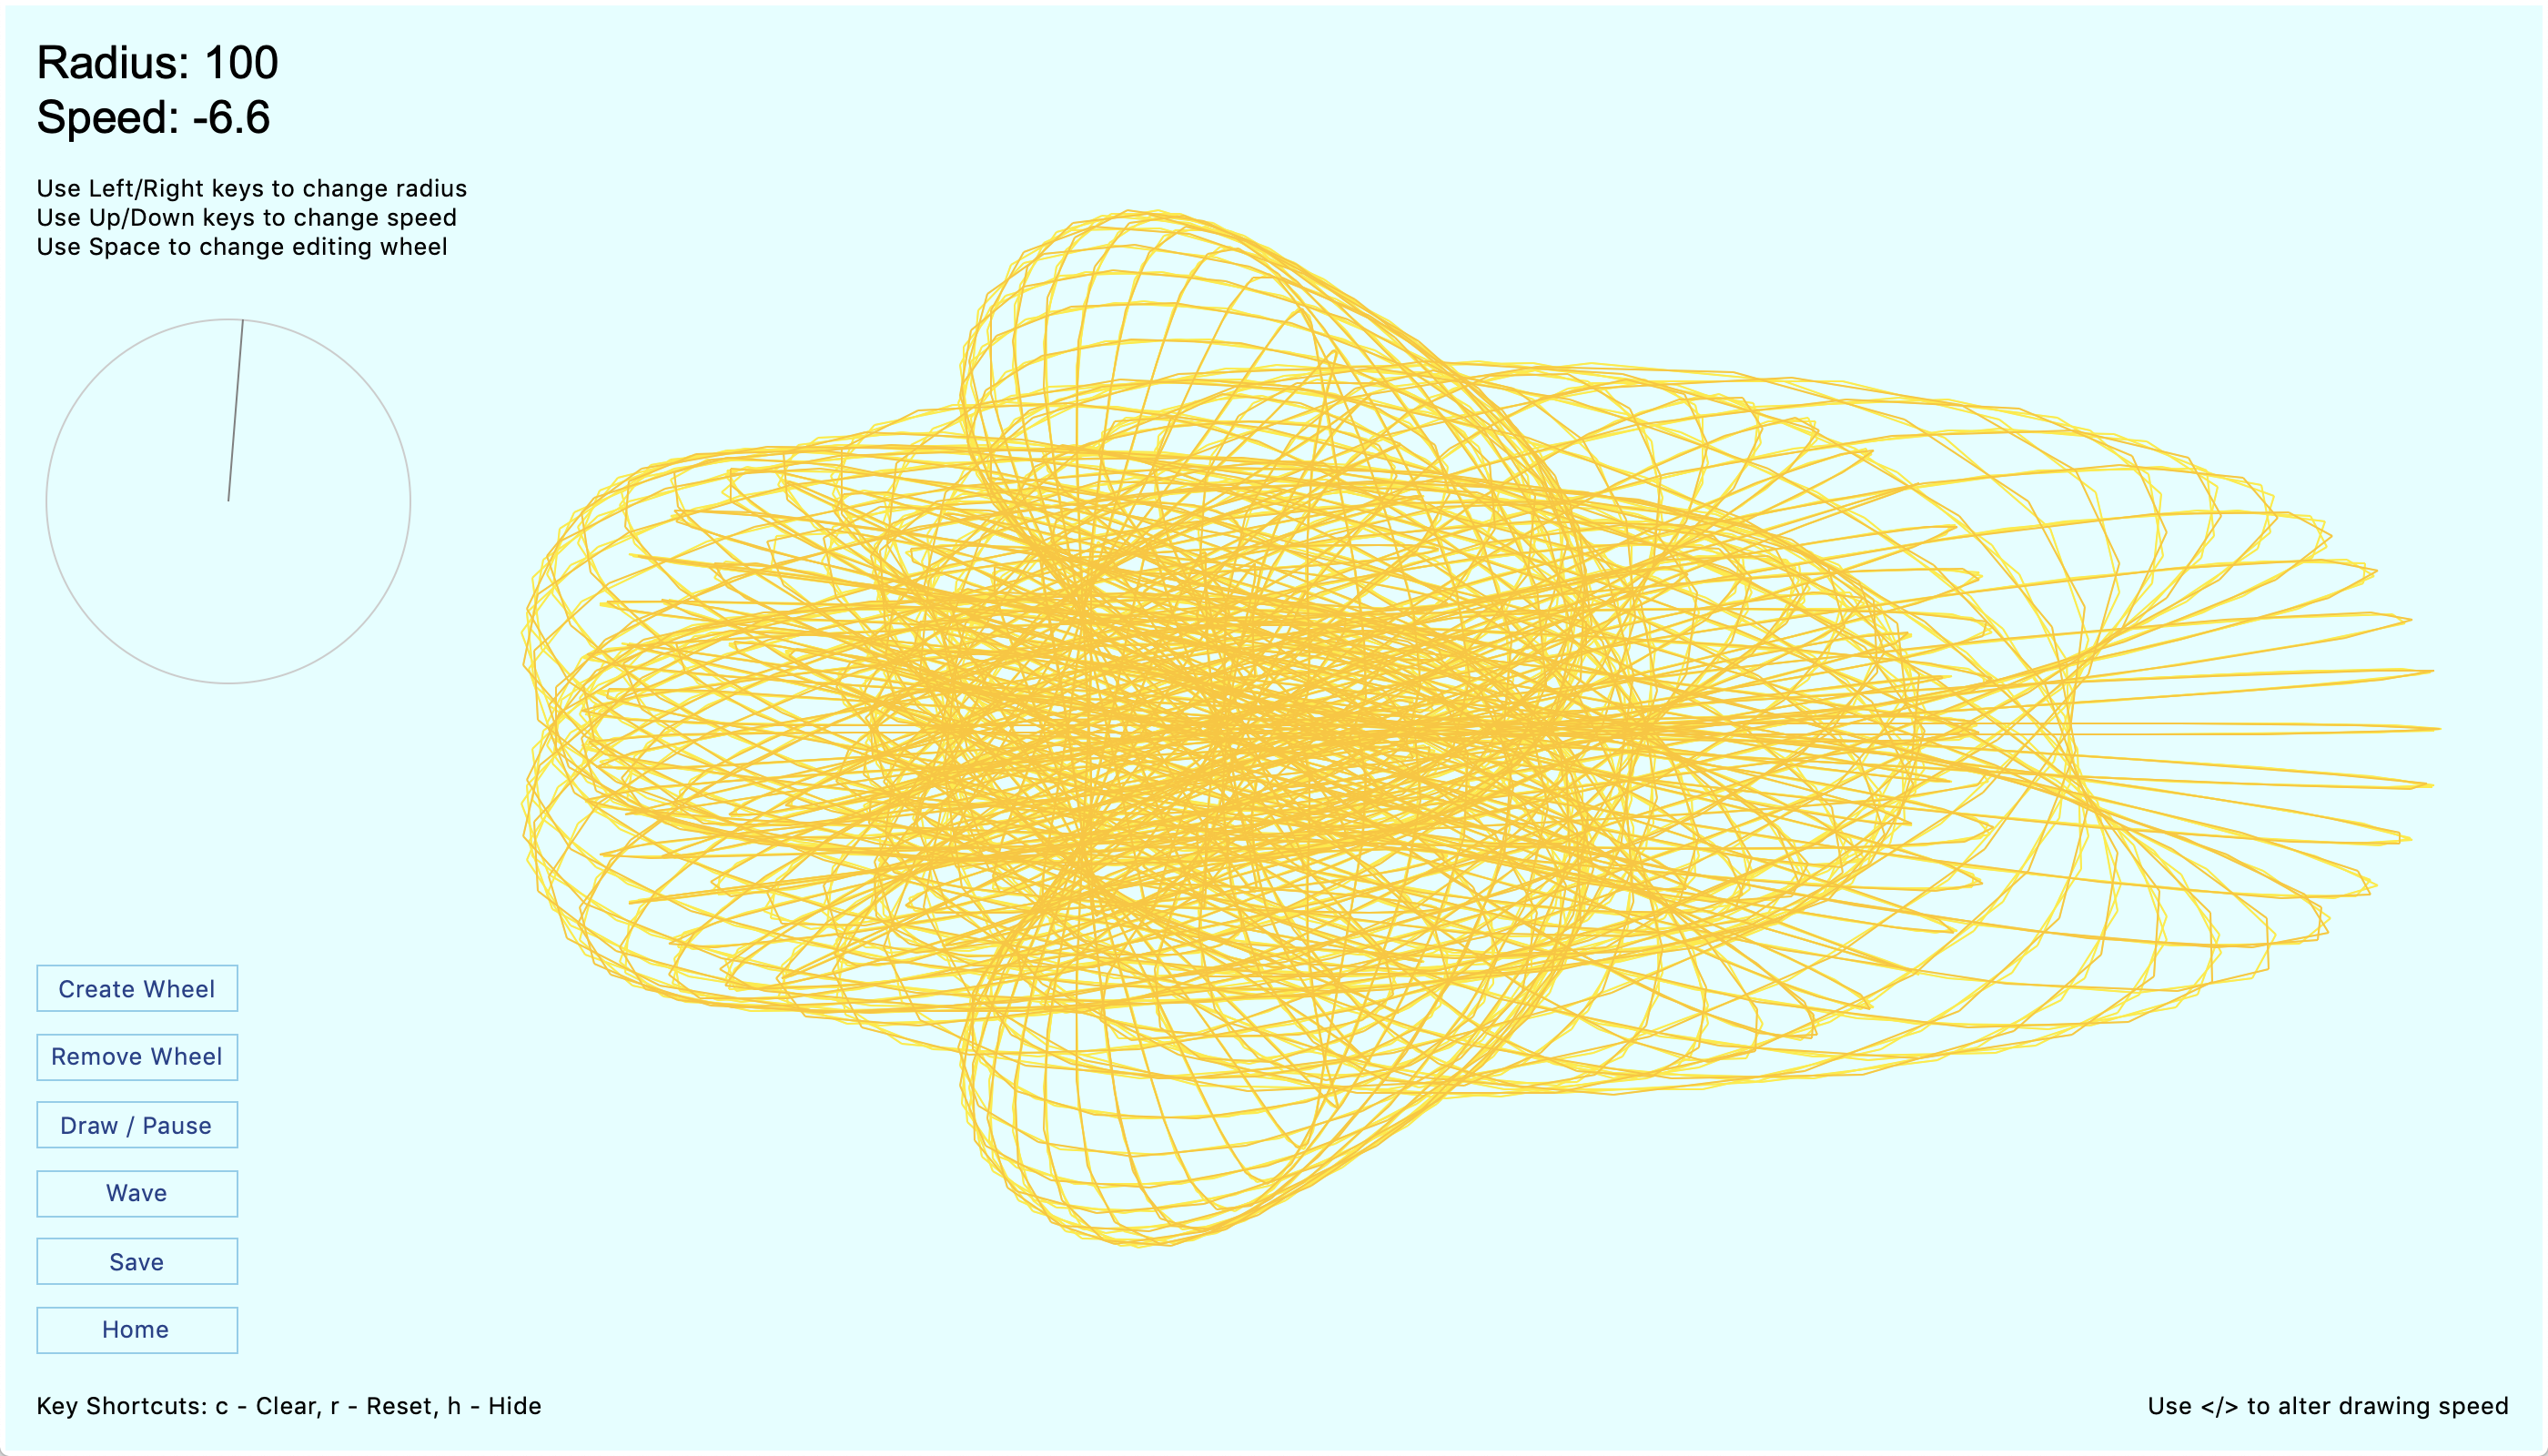 Radius: 100
Speed: -6.6
Use Left/Right keys to change radius
Use Up/Down keys to change speed
Use Space to change editing wheel
Create Wheel
Remove Wheel
Draw / Pause
Wave
Save
Home
Key Shortcuts: c - Clear, r - Reset, h - Hide
Use </> to alter drawing speed